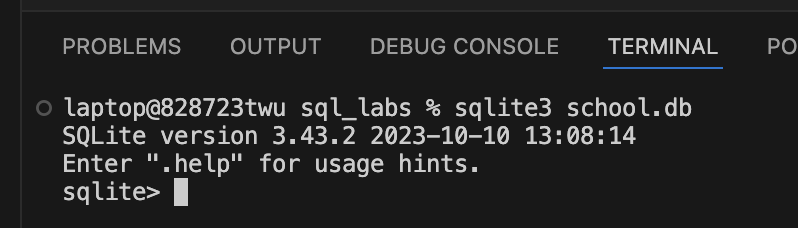 PROBLEMS OUTPUT DEBUG CONSOLE TERMINAL PO
laptop@828723twu sql_labs % sqlite3 school.db
SQLite version 3.43.2 2023-10-10 13:08:14
Enter ".help" for usage hints.
sqlite>